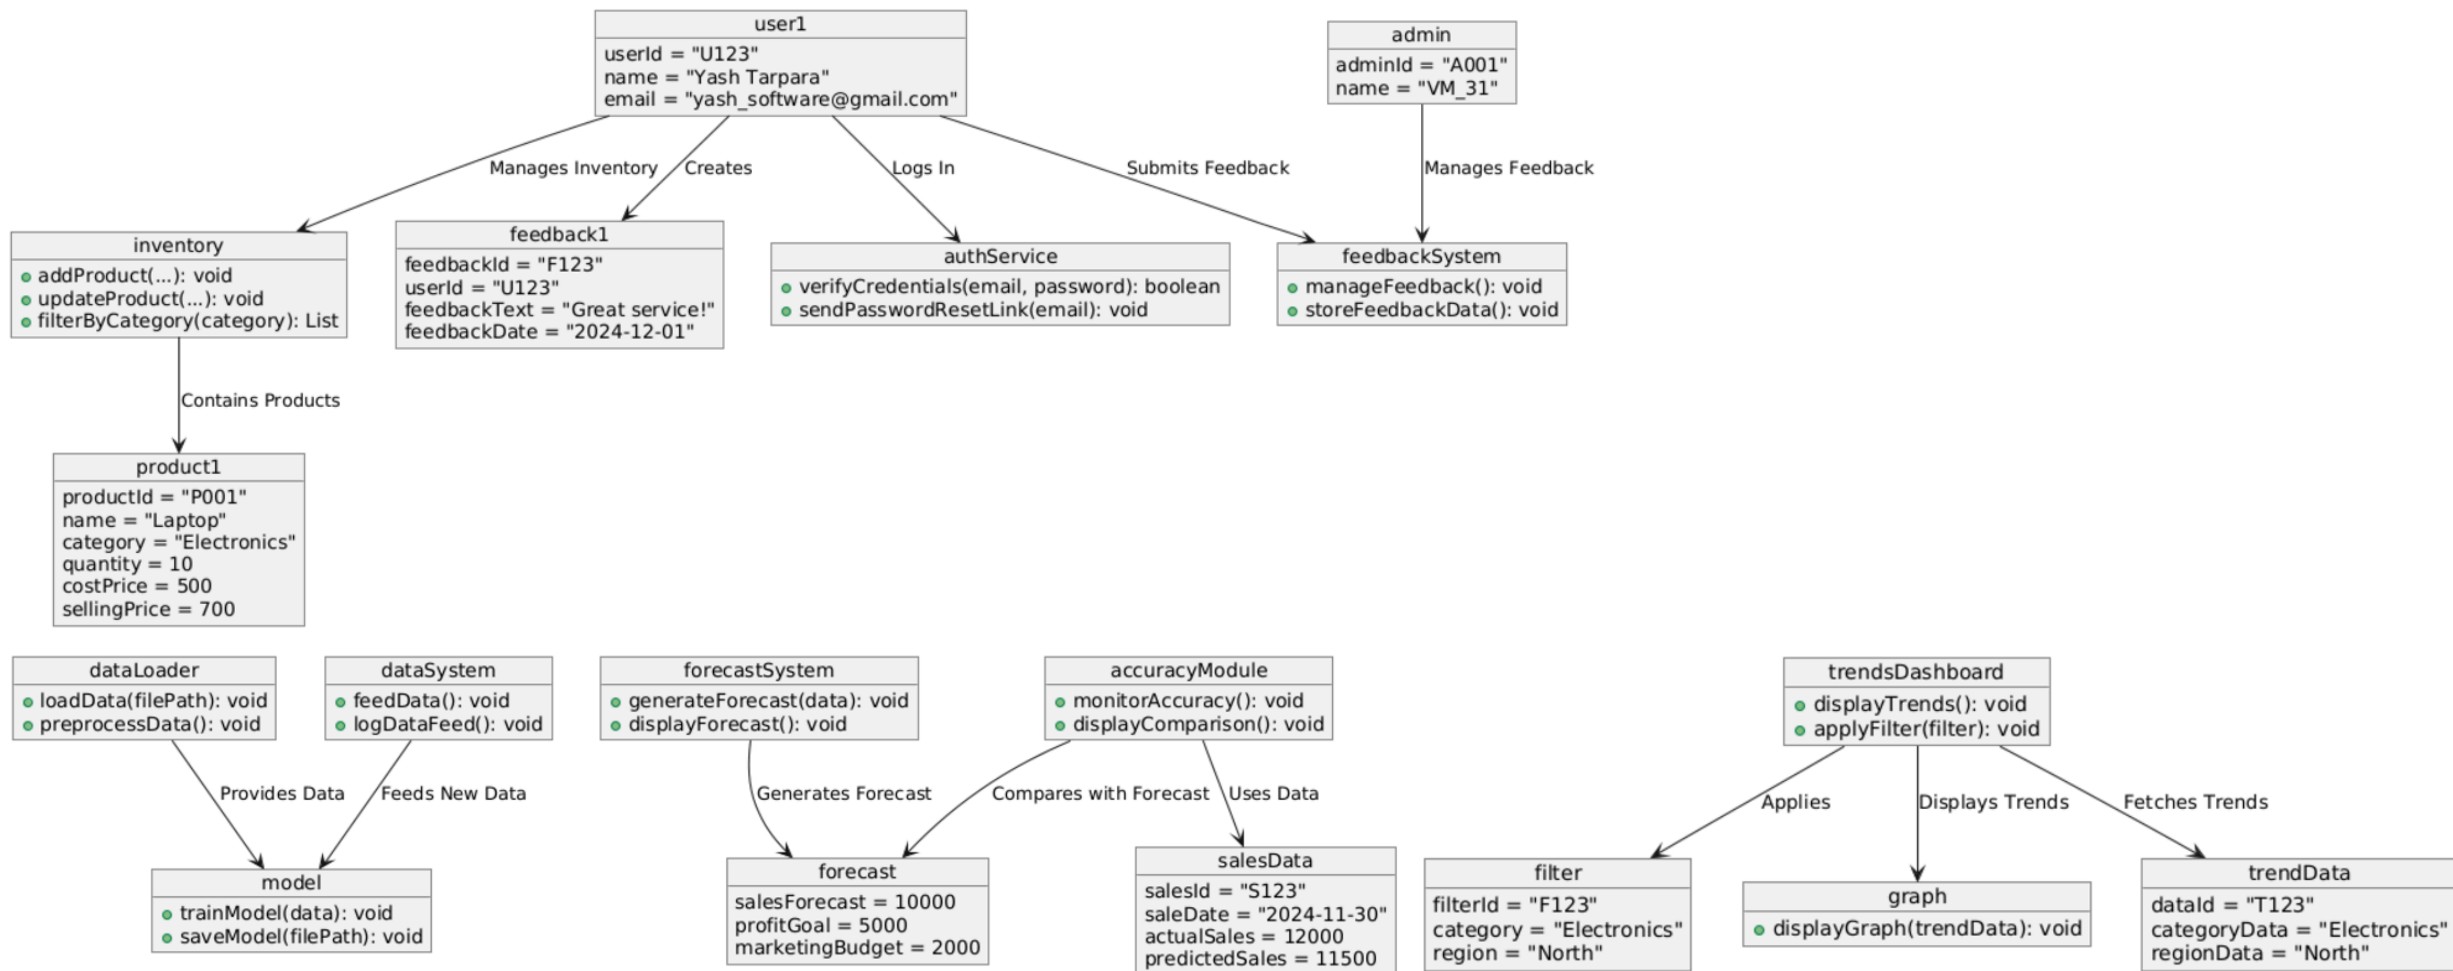 user1
userId = "U123"
name = "Yash Tarpara"
email = "yash_software@gmail.com"
admin
adminId = "A001"
name = "VM_31"
Manages Inventory
Creates
Logs In
Submits Feedback
Manages Feedback
inventory
addProduct(...): void
updateProduct(...): void
filterByCategory(category): List
feedback1
feedbackId = "F123"
userId = "U123"
feedbackText = "Great service!"
feedbackDate = "2024-12-01"
authService
verifyCredentials(email, password): boolean
sendPasswordResetLink(email): void
feedbackSystem
manageFeedback(): void
storeFeedbackData(): void
Contains Products
product1
productId = "P001"
name = "Laptop"
category = "Electronics"
quantity = 10
costPrice = 500
sellingPrice = 700
dataLoader
loadData(filePath): void
preprocessData(): void
dataSystem
feedData(): void
logDataFeed(): void
forecastSystem
generateForecast(data): void
displayForecast(): void
accuracyModule
monitorAccuracy(): void
displayComparison(): void
trendsDashboard
displayTrends(): void
applyFilter(filter): void
Provides Data
Feeds New Data
Generates Forecast
Compares with Forecast
Uses Data
Applies
Displays Trends
Fetches Trends
model
trainModel(data): void
saveModel(filePath): void
forecast
salesForecast = 10000
profitGoal = 5000
marketingBudget = 2000
salesData
salesId = "S123"
saleDate = "2024-11-30"
actualSales = 12000
predictedSales = 11500
filter
filterId = "F123"
category = "Electronics"
region = "North"
graph
displayGraph(trendData): void
trendData
dataId = "T123"
categoryData = "Electronics"
regionData = "North"